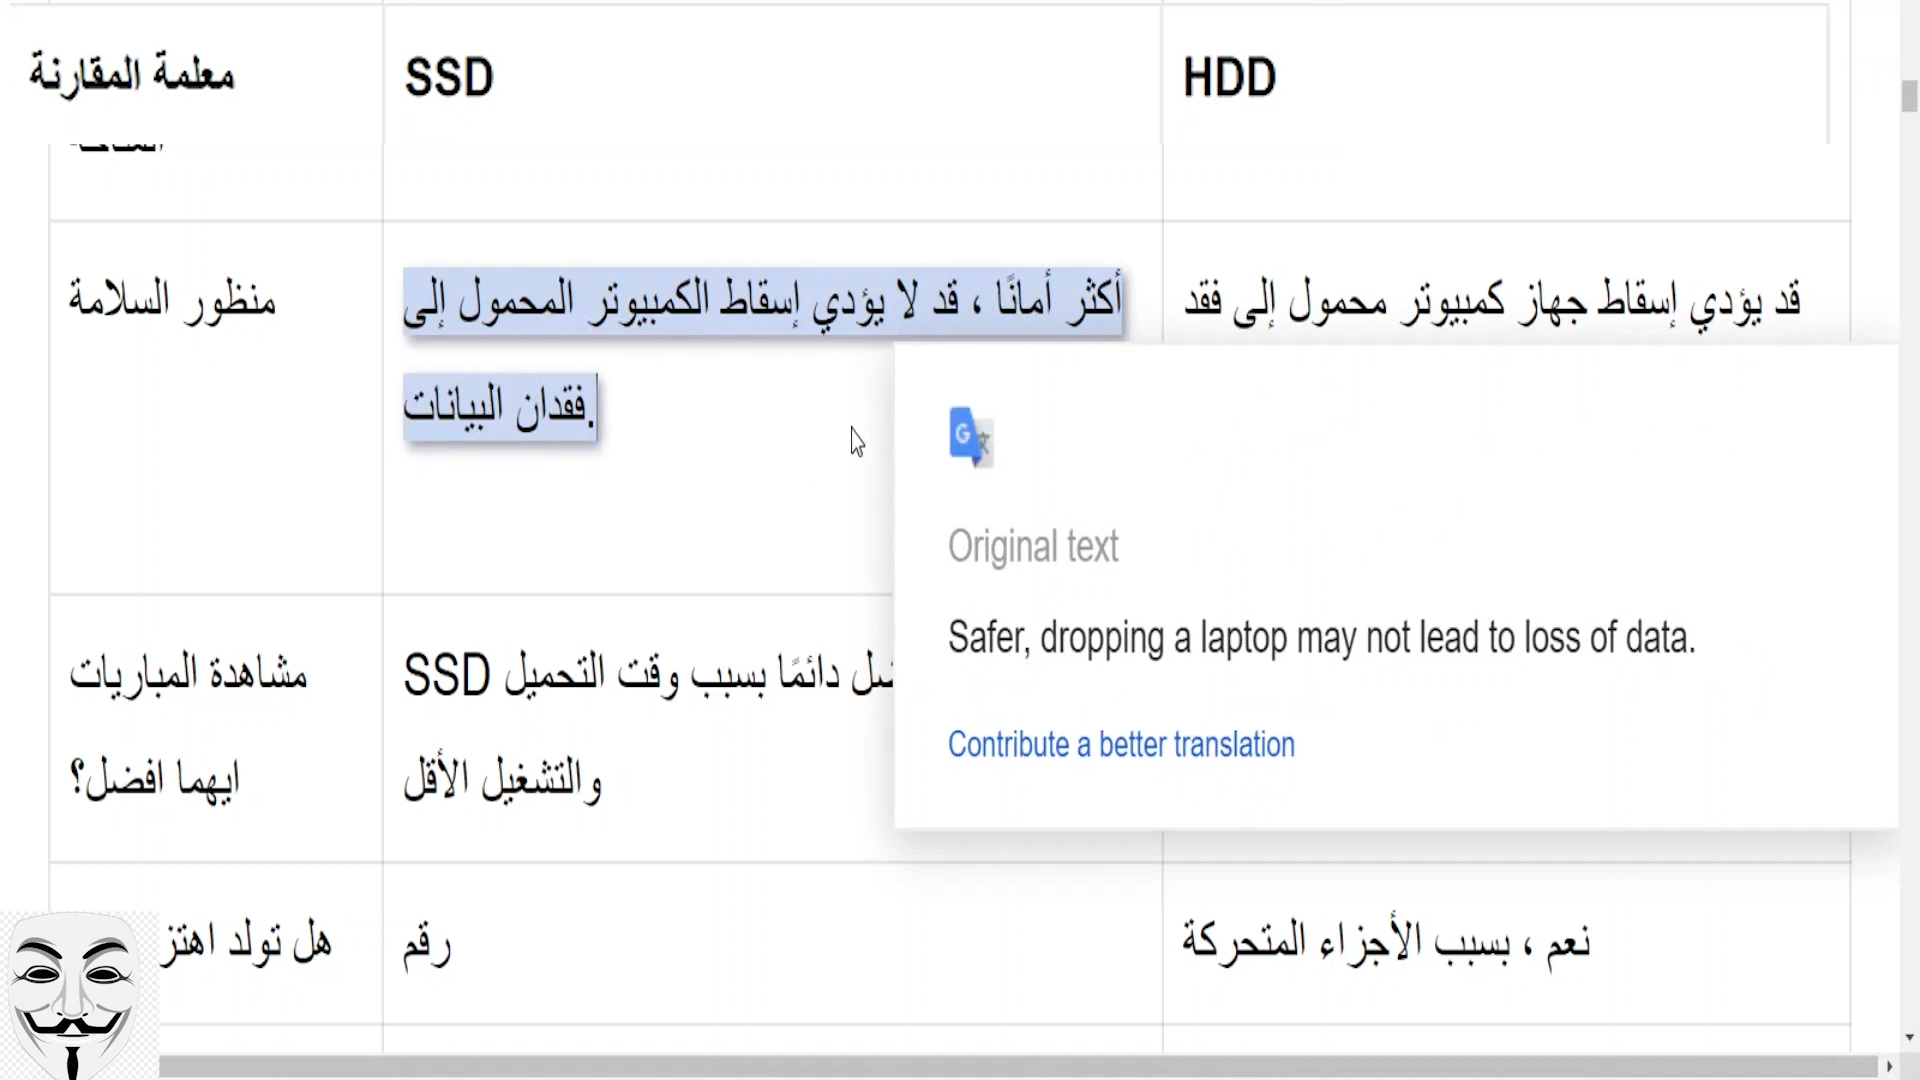 معلمة المقارنة
SSD
HDD
منظور السلامة
أكثر أمانًا ، قد لا يؤدي إسقاط الكمبيوتر المحمول إلى
فقدان البيانات.
قد يؤدي إسقاط جهاز كمبيوتر محمول إلى فقد
Original text
Safer, dropping a laptop may not lead to loss of data.
Contribute a better translation
مشاهدة المباريات
ايهما افضل؟
SSD دائمًا بسبب وقت التحميل
والتشغيل الأقل
هل تولد
رقم
نعم ، بسبب الأجزاء المتحركة